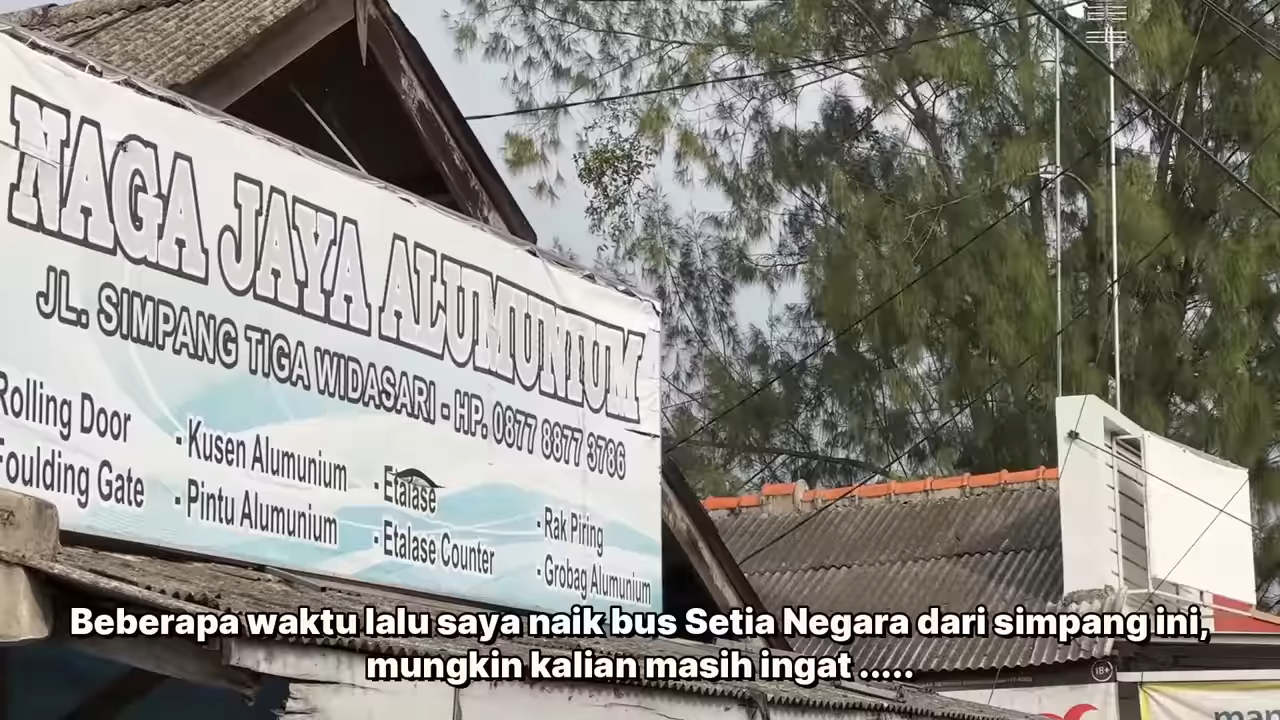 NAGA JAYA ALUMUNIUM
JL. SIMPANG TIGA WIDASARI - HP. 0877 8877 3786
Rolling Door
Foulding Gate
- Kusen Alumunium
- Pintu Alumunium
- Etalase
- Etalase Counter
- Rak Piring
- Grobag Alumunium
Beberapa waktu lalu saya naik bus Setia Negara dari simpang ini,
mungkin kalian masih ingat .....
18+